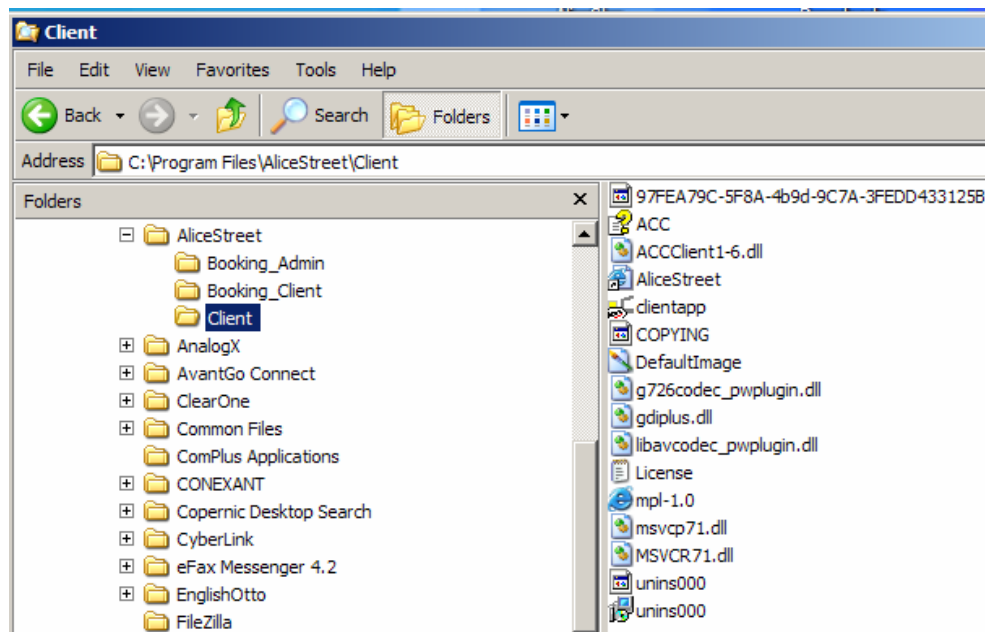 Client
File Edit View Favorites Tools Help
Back Search Folders
Address C:\Program Files\AliceStreet\Client
Folders
AliceStreet
Booking_Admin
Booking_Client
Client
AnalogX
AvantGo Connect
ClearOne
Common Files
ComPlus Applications
CONEXANT
Copernic Desktop Search
CyberLink
eFax Messenger 4.2
EnglishOtto
FileZilla
97FEA79C-5F8A-4b9d-9C7A-3FEDD433125B
ACC
ACCClient1-6.dll
AliceStreet
clientapp
COPYING
DefaultImage
g726codec_pwplugin.dll
gdiplus.dll
libavcodec_pwplugin.dll
License
mpl-1.0
msvcp71.dll
MSVCR71.dll
unins000
unins000